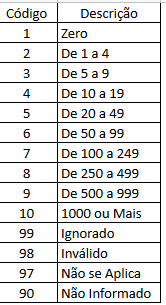 Código Descrição
1 Zero
2 De 1 a 4
3 De 5 a 9
4 De 10 a 19
5 De 20 a 49
6 De 50 a 99
7 De 100 a 249
8 De 250 a 499
9 De 500 a 999
10 1000 ou Mais
99 Ignorado
98 Inválido
97 Não se Aplica
90 Não Informado